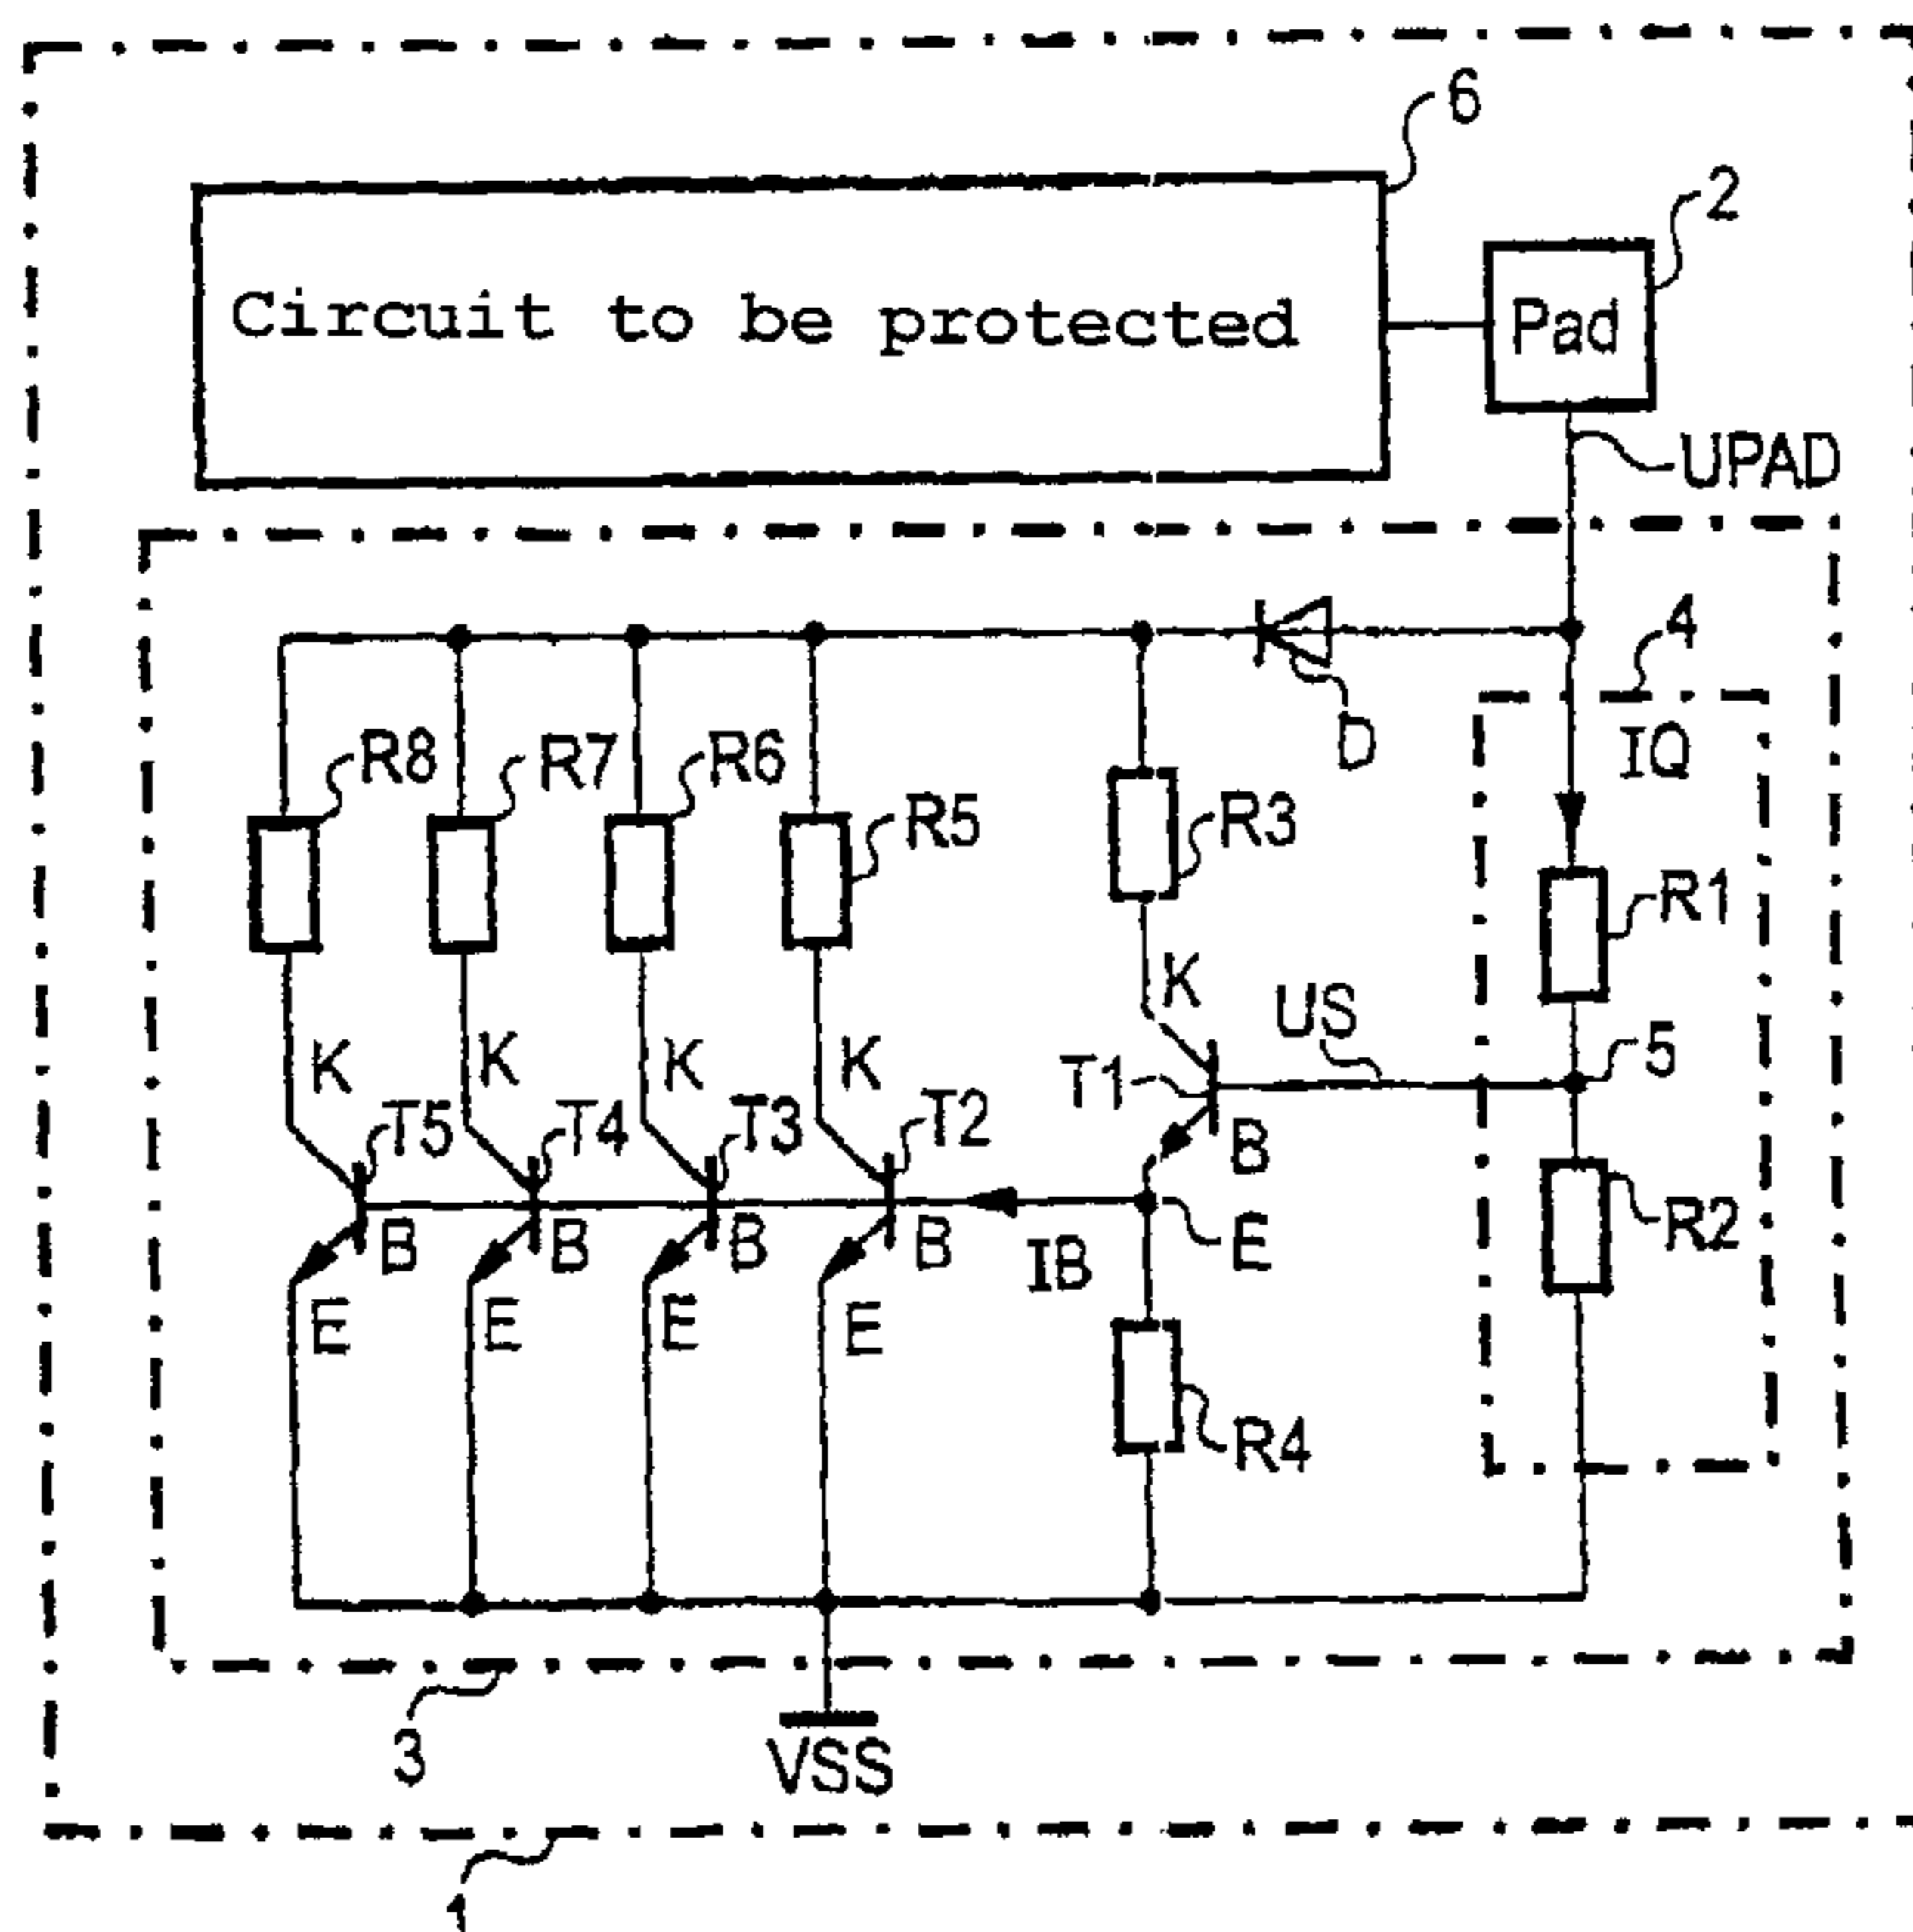 6
2
Circuit to be protected
Pad
UPAD
4
IQ
D
R8
R7
R6
R5
R3
R1
K
US
5
K
K
K
K
T1
T5
T4
T3
T2
B
B
B
B
B
IB
E
R2
E
E
E
E
R4
3
VSS
1